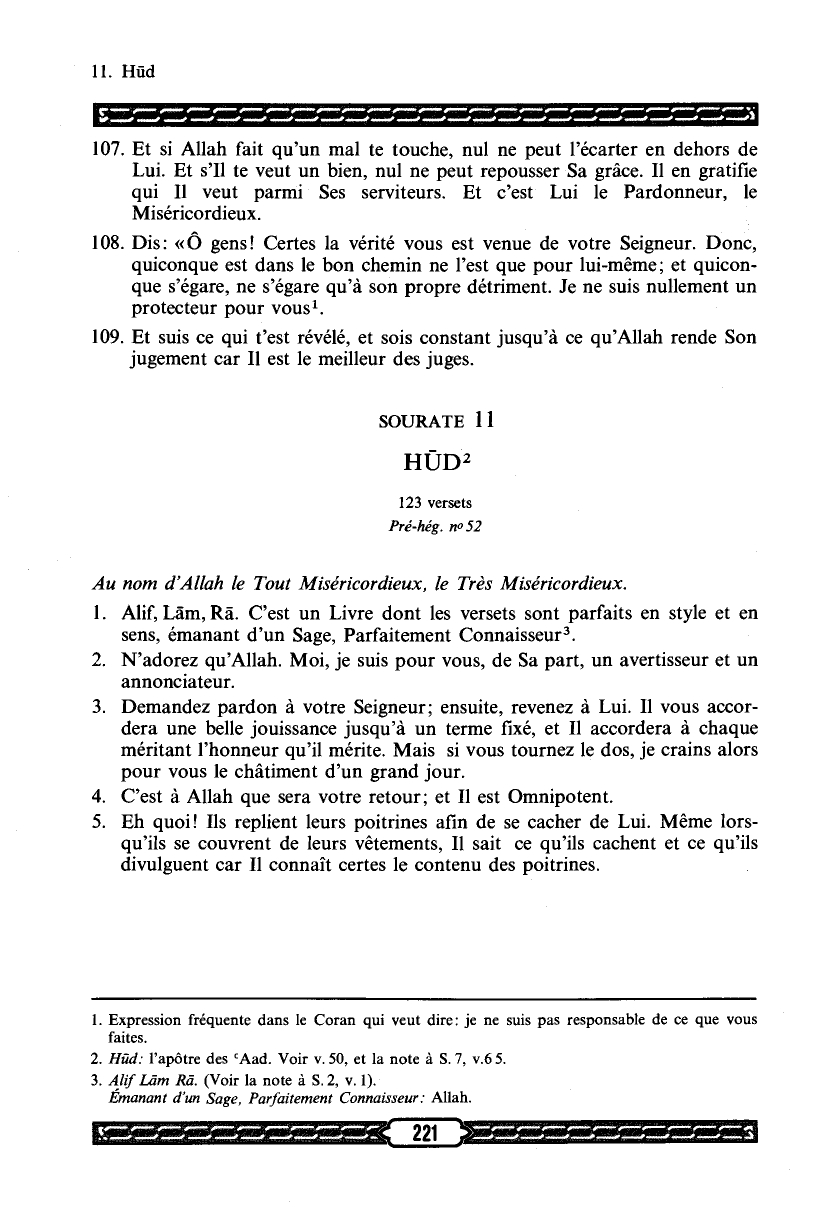 11. Hūd
107. Et si Allah fait qu'un mal te touche, nul ne peut l'écarter en dehors de
Lui. Et s'Il te veut un bien, nul ne peut repousser Sa grâce. Il en gratifie
qui Il veut parmi Ses serviteurs. Et c'est Lui le Pardonneur, le
Miséricordieux.
108. Dis: «Ô gens! Certes la vérité vous est venue de votre Seigneur. Donc,
quiconque est dans le bon chemin ne l'est que pour lui-même; et quicon-
que s'égare, ne s'égare qu'à son propre détriment. Je ne suis nullement un
protecteur pour vous¹.
109. Et suis ce qui t'est révélé, et sois constant jusqu'à ce qu'Allah rende Son
jugement car Il est le meilleur des juges.
SOURATE 11
HŪD²
123 versets
Pré-hég. nº 52
Au nom d'Allah le Tout Miséricordieux, le Très Miséricordieux.
1. Alif, Lām, Rā. C'est un Livre dont les versets sont parfaits en style et en
sens, émanant d'un Sage, Parfaitement Connaisseur³.
2. N'adorez qu'Allah. Moi, je suis pour vous, de Sa part, un avertisseur et un
annonciateur.
3. Demandez pardon à votre Seigneur; ensuite, revenez à Lui. Il vous accor-
dera une belle jouissance jusqu'à un terme fixé, et Il accordera à chaque
méritant l'honneur qu'il mérite. Mais si vous tournez le dos, je crains alors
pour vous le châtiment d'un grand jour.
4. C'est à Allah que sera votre retour; et Il est Omnipotent.
5. Eh quoi! Ils replient leurs poitrines afin de se cacher de Lui. Même lors-
qu'ils se couvrent de leurs vêtements, Il sait ce qu'ils cachent et ce qu'ils
divulguent car Il connaît certes le contenu des poitrines.
1. Expression fréquente dans le Coran qui veut dire: je ne suis pas responsable de ce que vous
faites.
2. Hūd: l'apôtre des ʿAad. Voir v. 50, et la note à S. 7, v.6 5.
3. Alif Lām Rā. (Voir la note à S. 2, v. 1).
Émanant d'un Sage, Parfaitement Connaisseur: Allah.
221